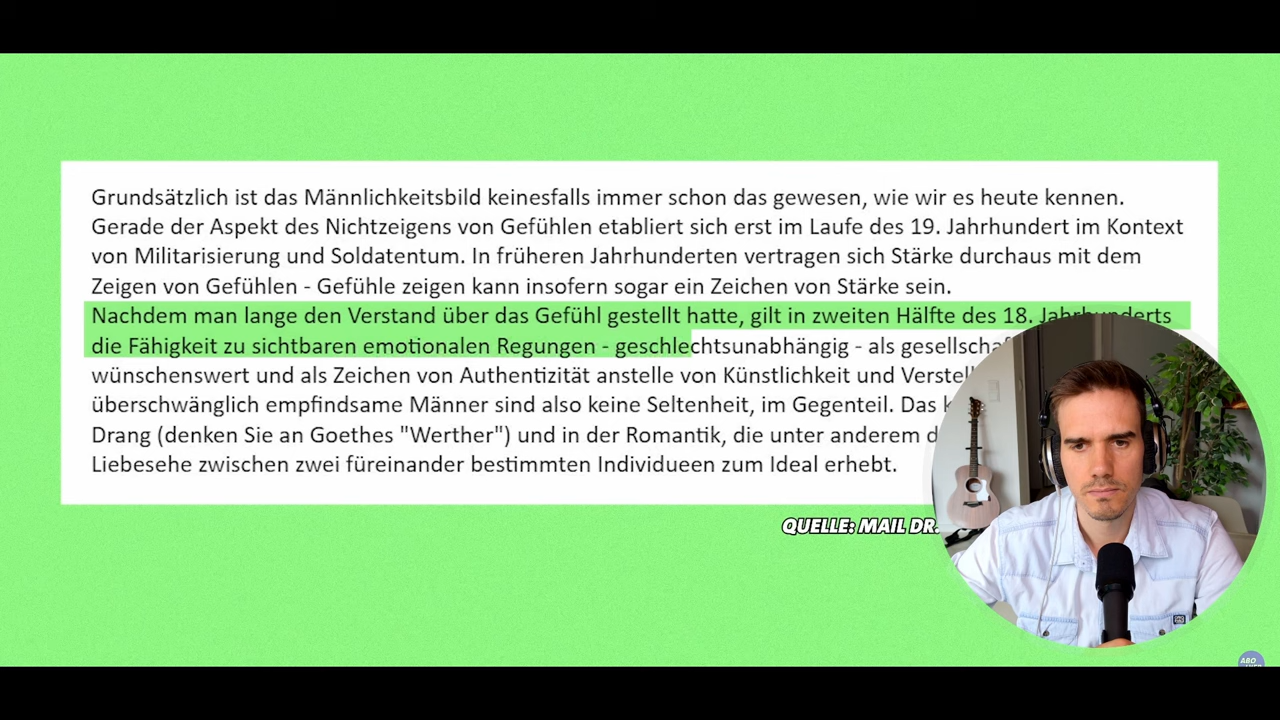 Grundsätzlich ist das Männlichkeitsbild keinesfalls immer schon das gewesen, wie wir es heute kennen.
Gerade der Aspekt des Nichtzeigens von Gefühlen etabliert sich erst im Laufe des 19. Jahrhundert im Kontext
von Militarisierung und Soldatentum. In früheren Jahrhunderten vertragen sich Stärke durchaus mit dem
Zeigen von Gefühlen - Gefühle zeigen kann insofern sogar ein Zeichen von Stärke sein.
Nachdem man lange den Verstand über das Gefühl gestellt hatte, gilt in zweiten Hälfte des 18. Jahrhunderts
die Fähigkeit zu sichtbaren emotionalen Regungen - geschlechtsunabhängig - als
wünschenswert und als Zeichen von Authentizität anstelle von Künstlichkeit und
überschwänglich empfindsame Männer sind also keine Seltenheit, im Gegenteil. Das
Drang (denken Sie an Goethes "Werther") und in der Romantik, die unter anderem
Liebesehe zwischen zwei füreinander bestimmten Individueen zum Ideal erhebt.
QUELLE: MAIL DR.
ABO